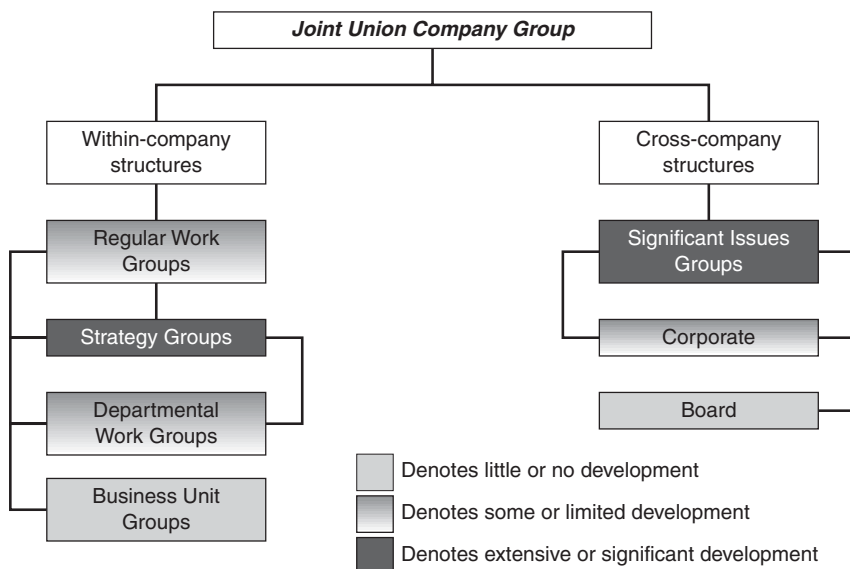 Joint Union Company Group
Within-company
structures
Cross-company
structures
Regular Work
Groups
Significant Issues
Groups
Strategy Groups
Corporate
Departmental
Work Groups
Board
Business Unit
Groups
Denotes little or no development
Denotes some or limited development
Denotes extensive or significant development